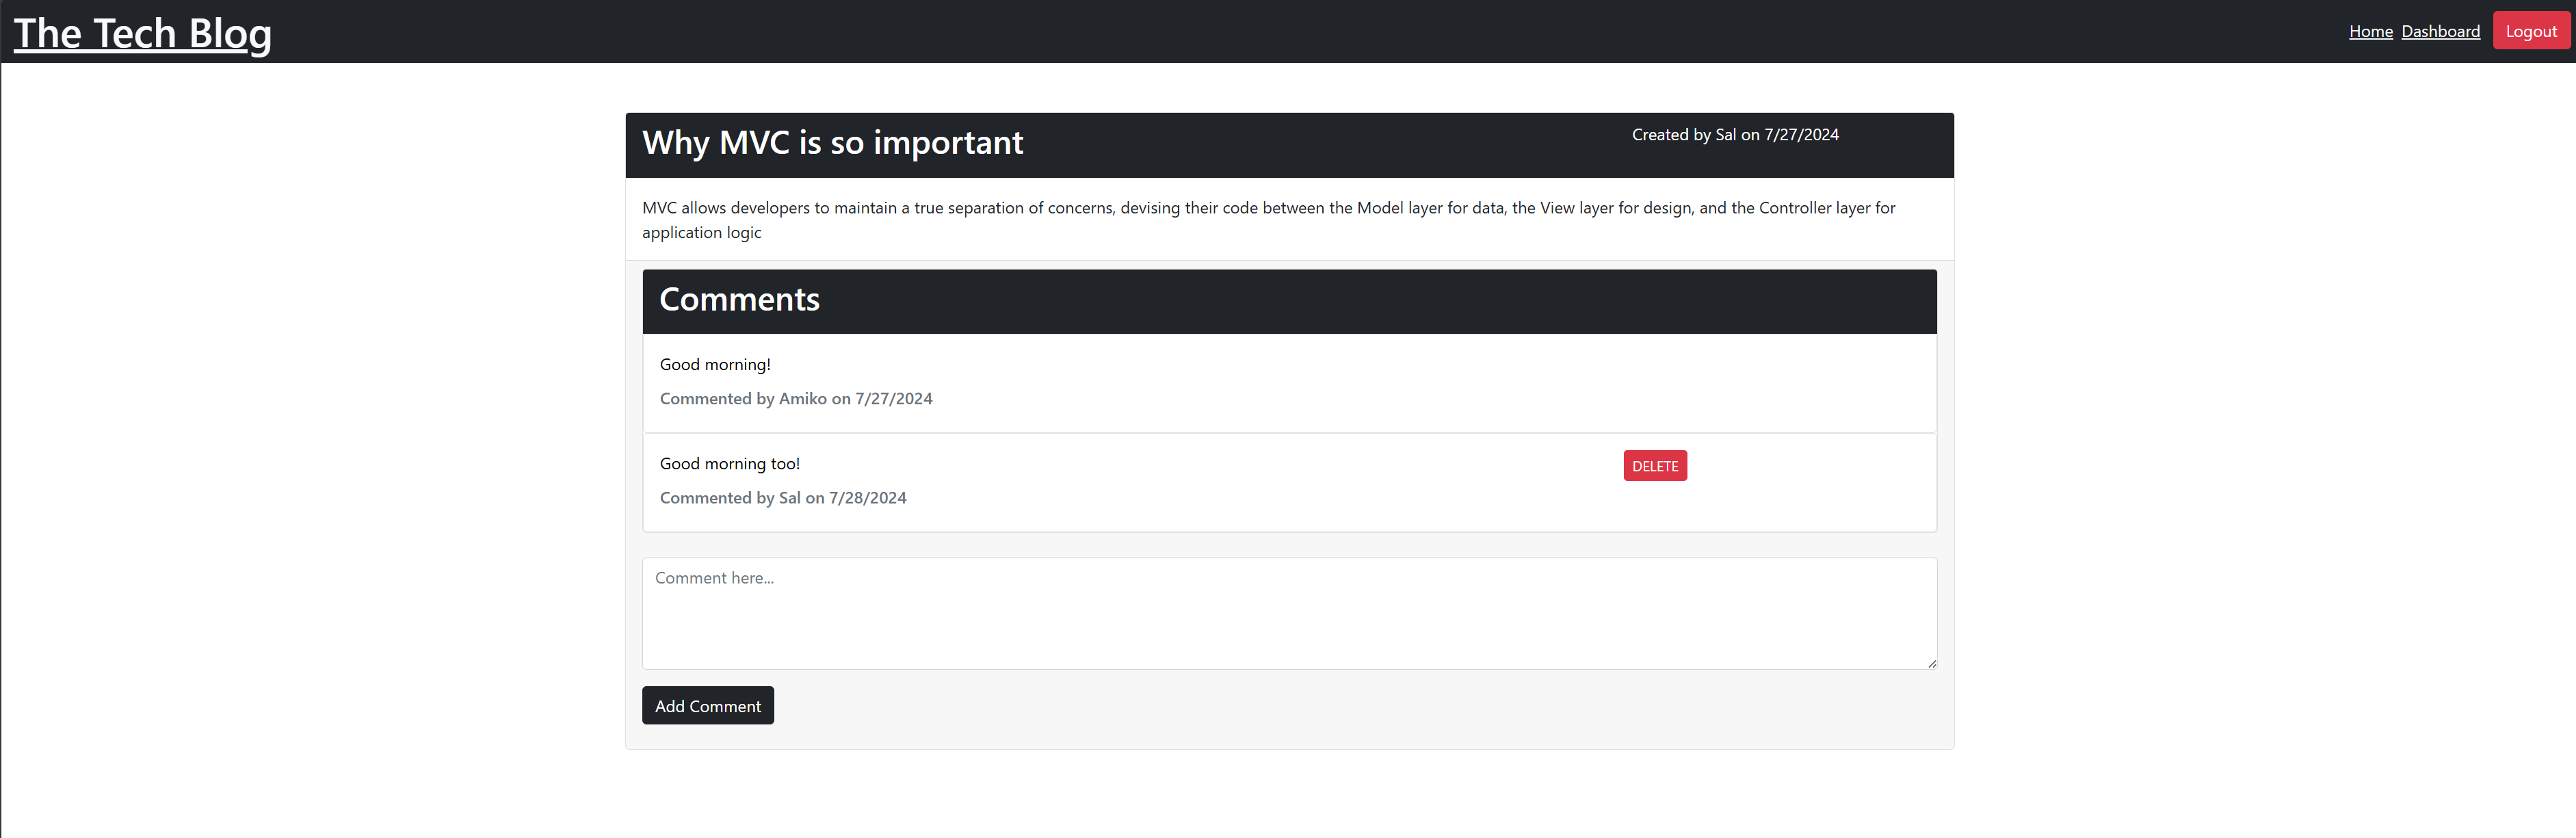 The Tech Blog
Home Dashboard Logout
Why MVC is so important
Created by Sal on 7/27/2024
MVC allows developers to maintain a true separation of concerns, devising their code between the Model layer for data, the View layer for design, and the Controller layer for
application logic
Comments
Good morning!
Commented by Amiko on 7/27/2024
Good morning too!
DELETE
Commented by Sal on 7/28/2024
Comment here...
Add Comment